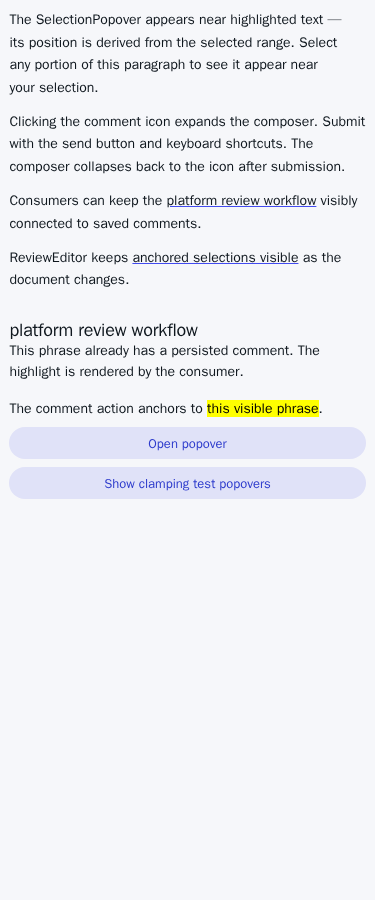 The SelectionPopover appears near highlighted text —
its position is derived from the selected range. Select
any portion of this paragraph to see it appear near
your selection.
Clicking the comment icon expands the composer. Submit
with the send button and keyboard shortcuts. The
composer collapses back to the icon after submission.
Consumers can keep the platform review workflow visibly
connected to saved comments.
ReviewEditor keeps anchored selections visible as the
document changes.
platform review workflow
This phrase already has a persisted comment. The
highlight is rendered by the consumer.
The comment action anchors to this visible phrase.
Open popover
Show clamping test popovers